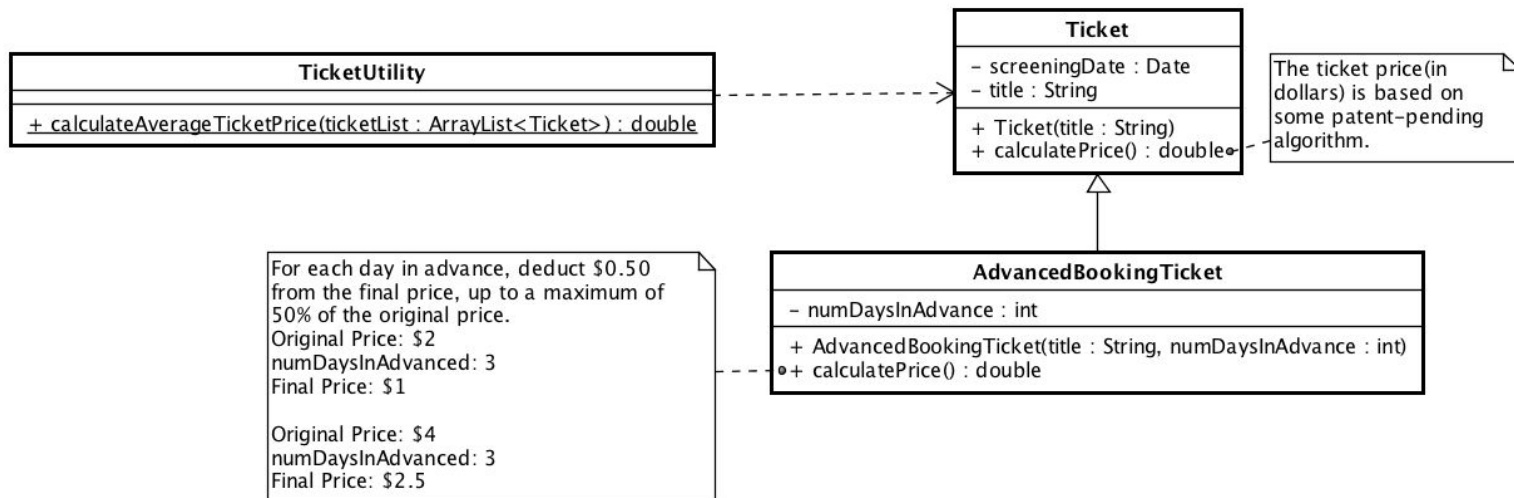 TicketUtility
+ calculateAverageTicketPrice(ticketList : ArrayList<Ticket>) : double
Ticket
– screeningDate : Date
– title : String
+ Ticket(title : String)
+ calculatePrice() : double
The ticket price(in
dollars) is based on
some patent–pending
algorithm.
For each day in advance, deduct $0.50
from the final price, up to a maximum of
50% of the original price.
Original Price: $2
numDaysInAdvanced: 3
Final Price: $1
Original Price: $4
numDaysInAdvanced: 3
Final Price: $2.5
AdvancedBookingTicket
– numDaysInAdvance : int
+ AdvancedBookingTicket(title : String, numDaysInAdvance : int)
+ calculatePrice() : double